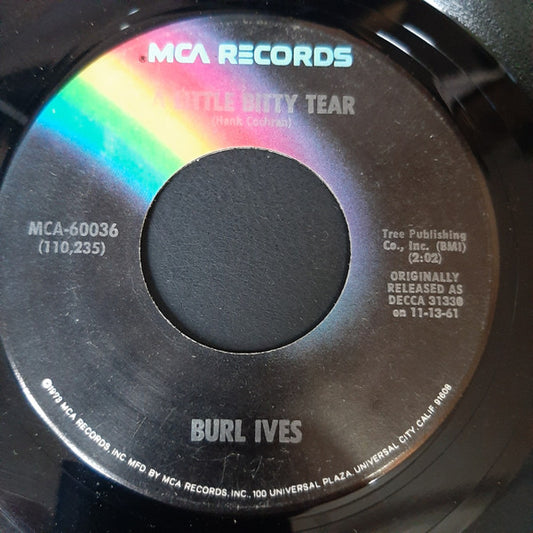 ®MCA RECORDS
A LITTLE BITTY TEAR
(Hank Cochran)
MCA-60036
(110,235)
Tree Publishing
Co., Inc. (BMI)
(2:02)
ORIGINALLY
RELEASED AS
DECCA 31330
on 11-13-61
BURL IVES
©1973 MCA RECORDS, INC. MFD BY MCA RECORDS, INC., 100 UNIVERSAL PLAZA, UNIVERSAL CITY, CALIF. 91608